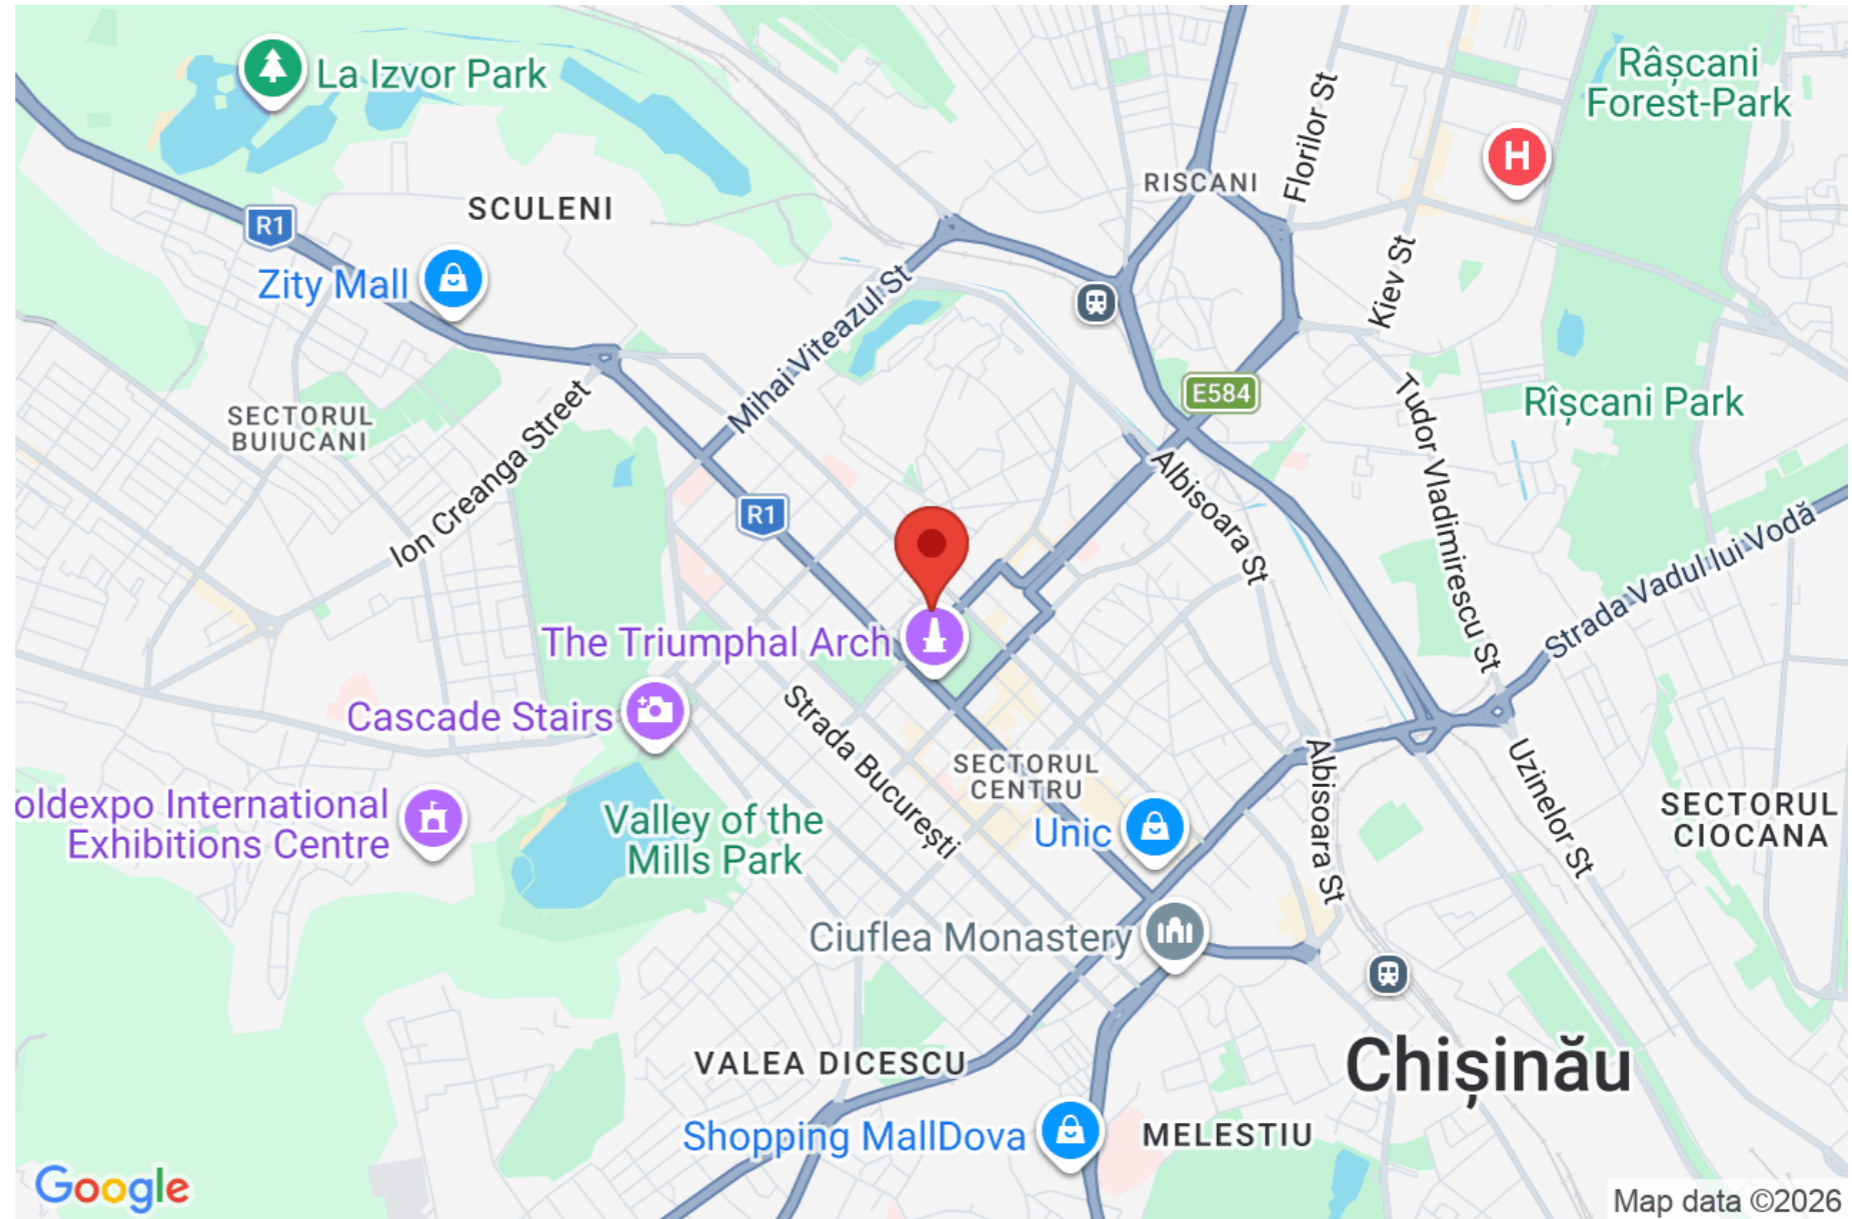 La Izvor Park
Râșcani
Forest-Park
Florilor St
H
RISCANI
SCULENI
R1
Zity Mall
Kiev St
Mihai Viteazul St
E584
SECTORUL
BUIUCANI
Ion Creanga Street
Tudor Vladimirescu St
Rîșcani Park
R1
Albisoara St
Strada Vadul lui Vodă
The Triumphal Arch
Cascade Stairs
Strada București
SECTORUL
CENTRU
Albisoara St
Uzinelor St
SECTORUL
CIOCANA
oldexpo International
Exhibitions Centre
Valley of the
Mills Park
Unic
Ciuflea Monastery
Chișinău
VALEA DICESCU
Shopping MallDova
MELESTIU
Google
Map data ©2026